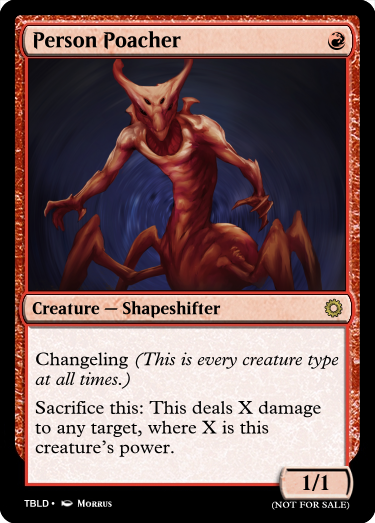 Person Poacher
Creature — Shapeshifter
Changeling (This is every creature type
at all times.)
Sacrifice this: This deals X damage
to any target, where X is this
creature's power.
1/1
TBLD • Morrus
(NOT FOR SALE)